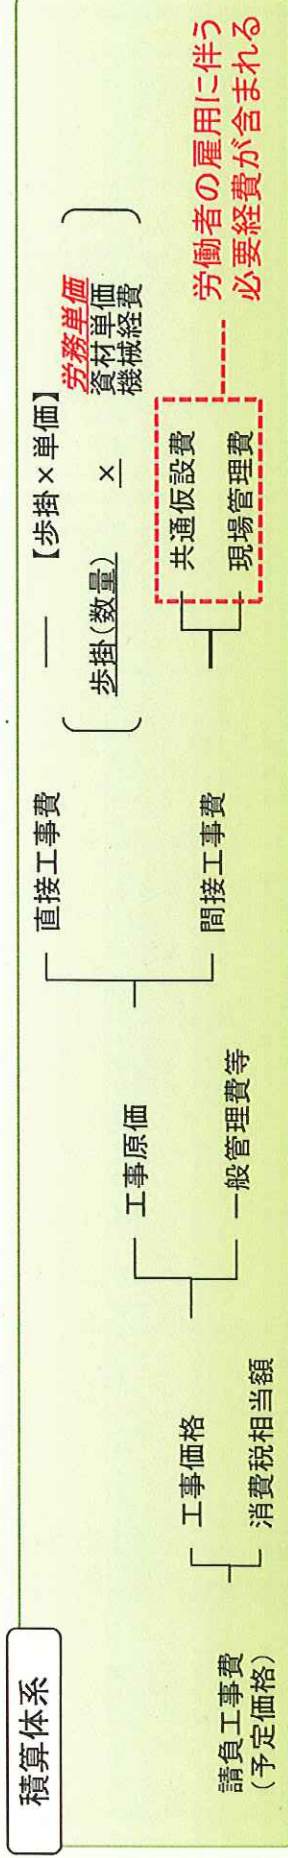 積算体系
請負工事費
(予定価格)
工事価格
消費税相当額
工事原価
一般管理費等
直接工事費
間接工事費
【歩掛×単価】
歩掛(数量) ×
労務単価
資材単価
機械経費
共通仮設費
現場管理費
労働者の雇用に伴う
必要経費が含まれる